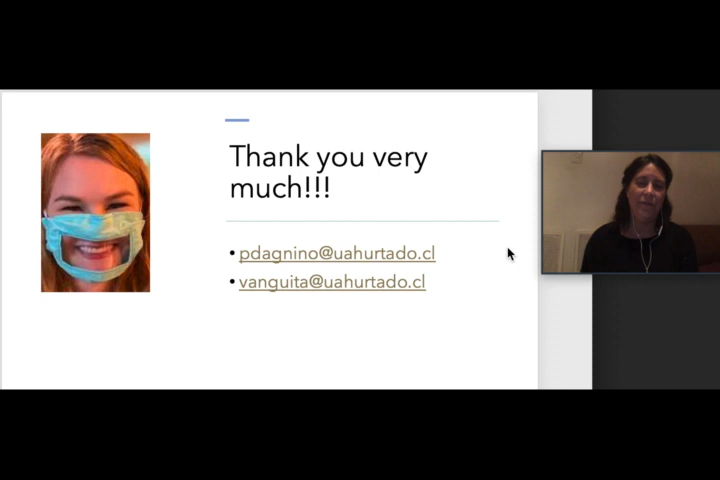 Thank you very
much!!!
• pdagnino@uahurtado.cl
• vanguita@uahurtado.cl